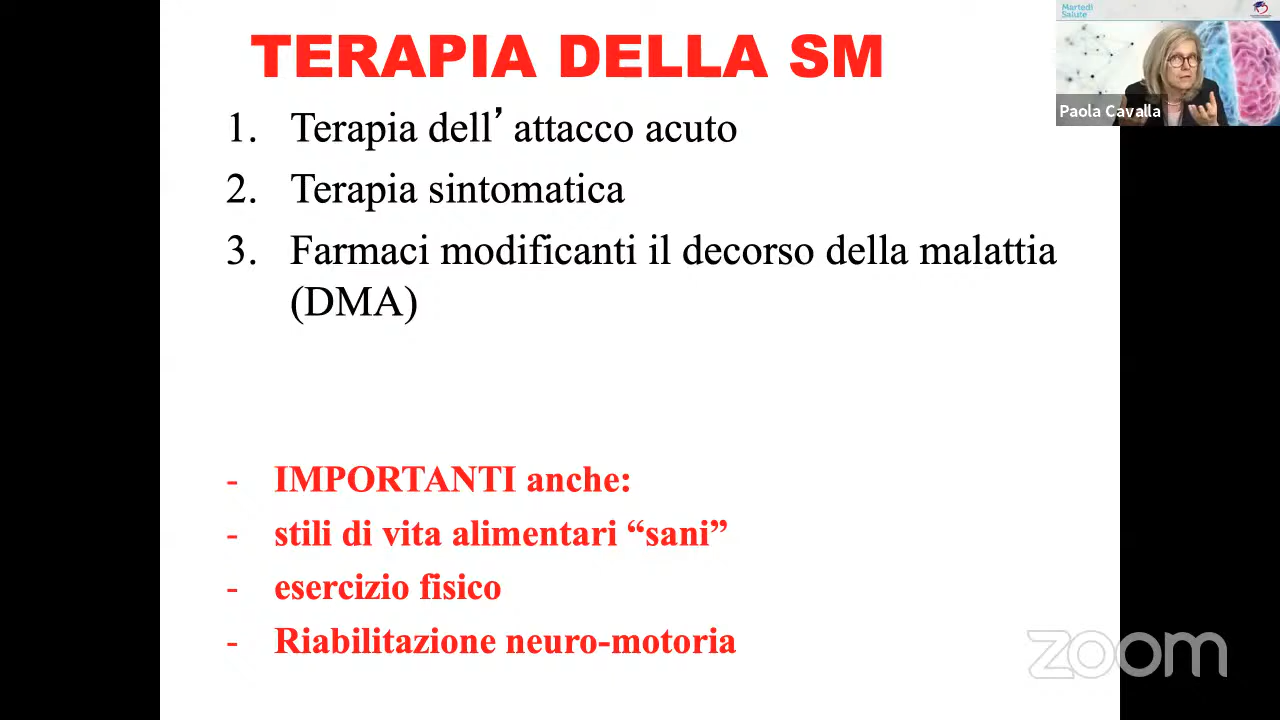 TERAPIA DELLA SM
1. Terapia dell’attacco acuto
2. Terapia sintomatica
3. Farmaci modificanti il decorso della malattia
(DMA)
- IMPORTANTI anche:
- stili di vita alimentari “sani”
- esercizio fisico
- Riabilitazione neuro-motoria
Martedì
Salute
Paola Cavalla
zoom